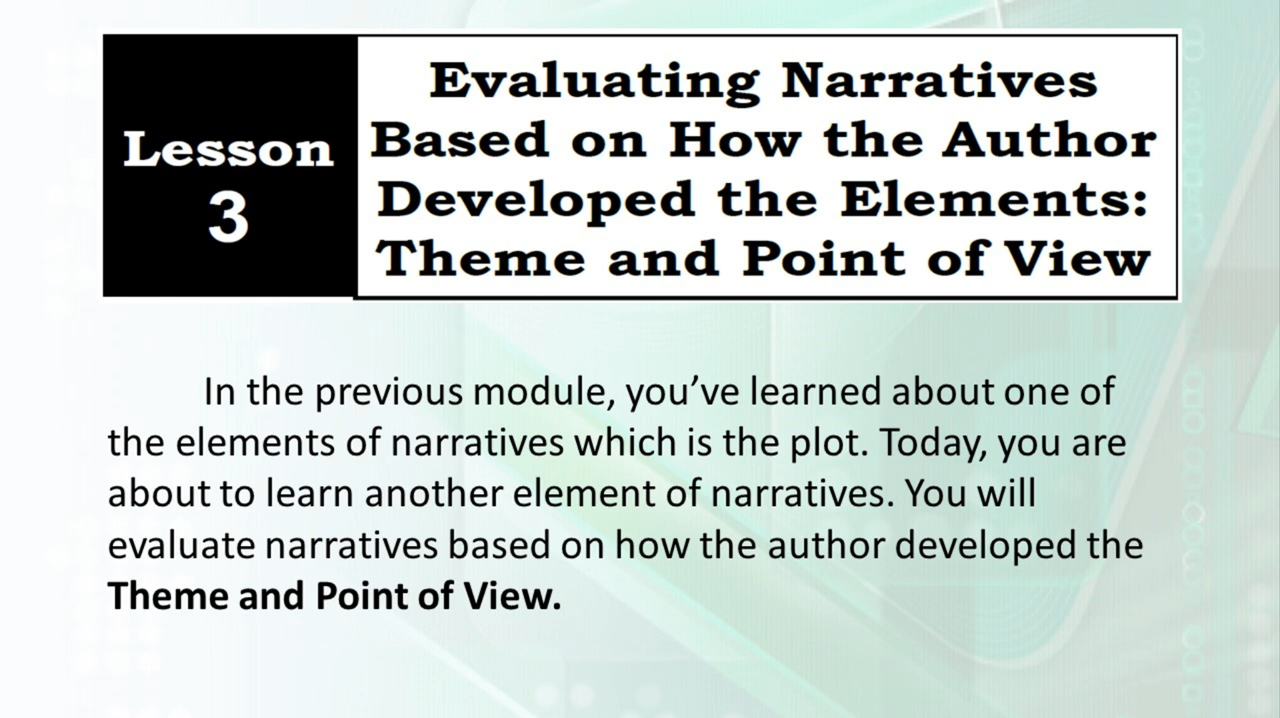 Lesson
3
Evaluating Narratives
Based on How the Author
Developed the Elements:
Theme and Point of View
In the previous module, you’ve learned about one of
the elements of narratives which is the plot. Today, you are
about to learn another element of narratives. You will
evaluate narratives based on how the author developed the
Theme and Point of View.